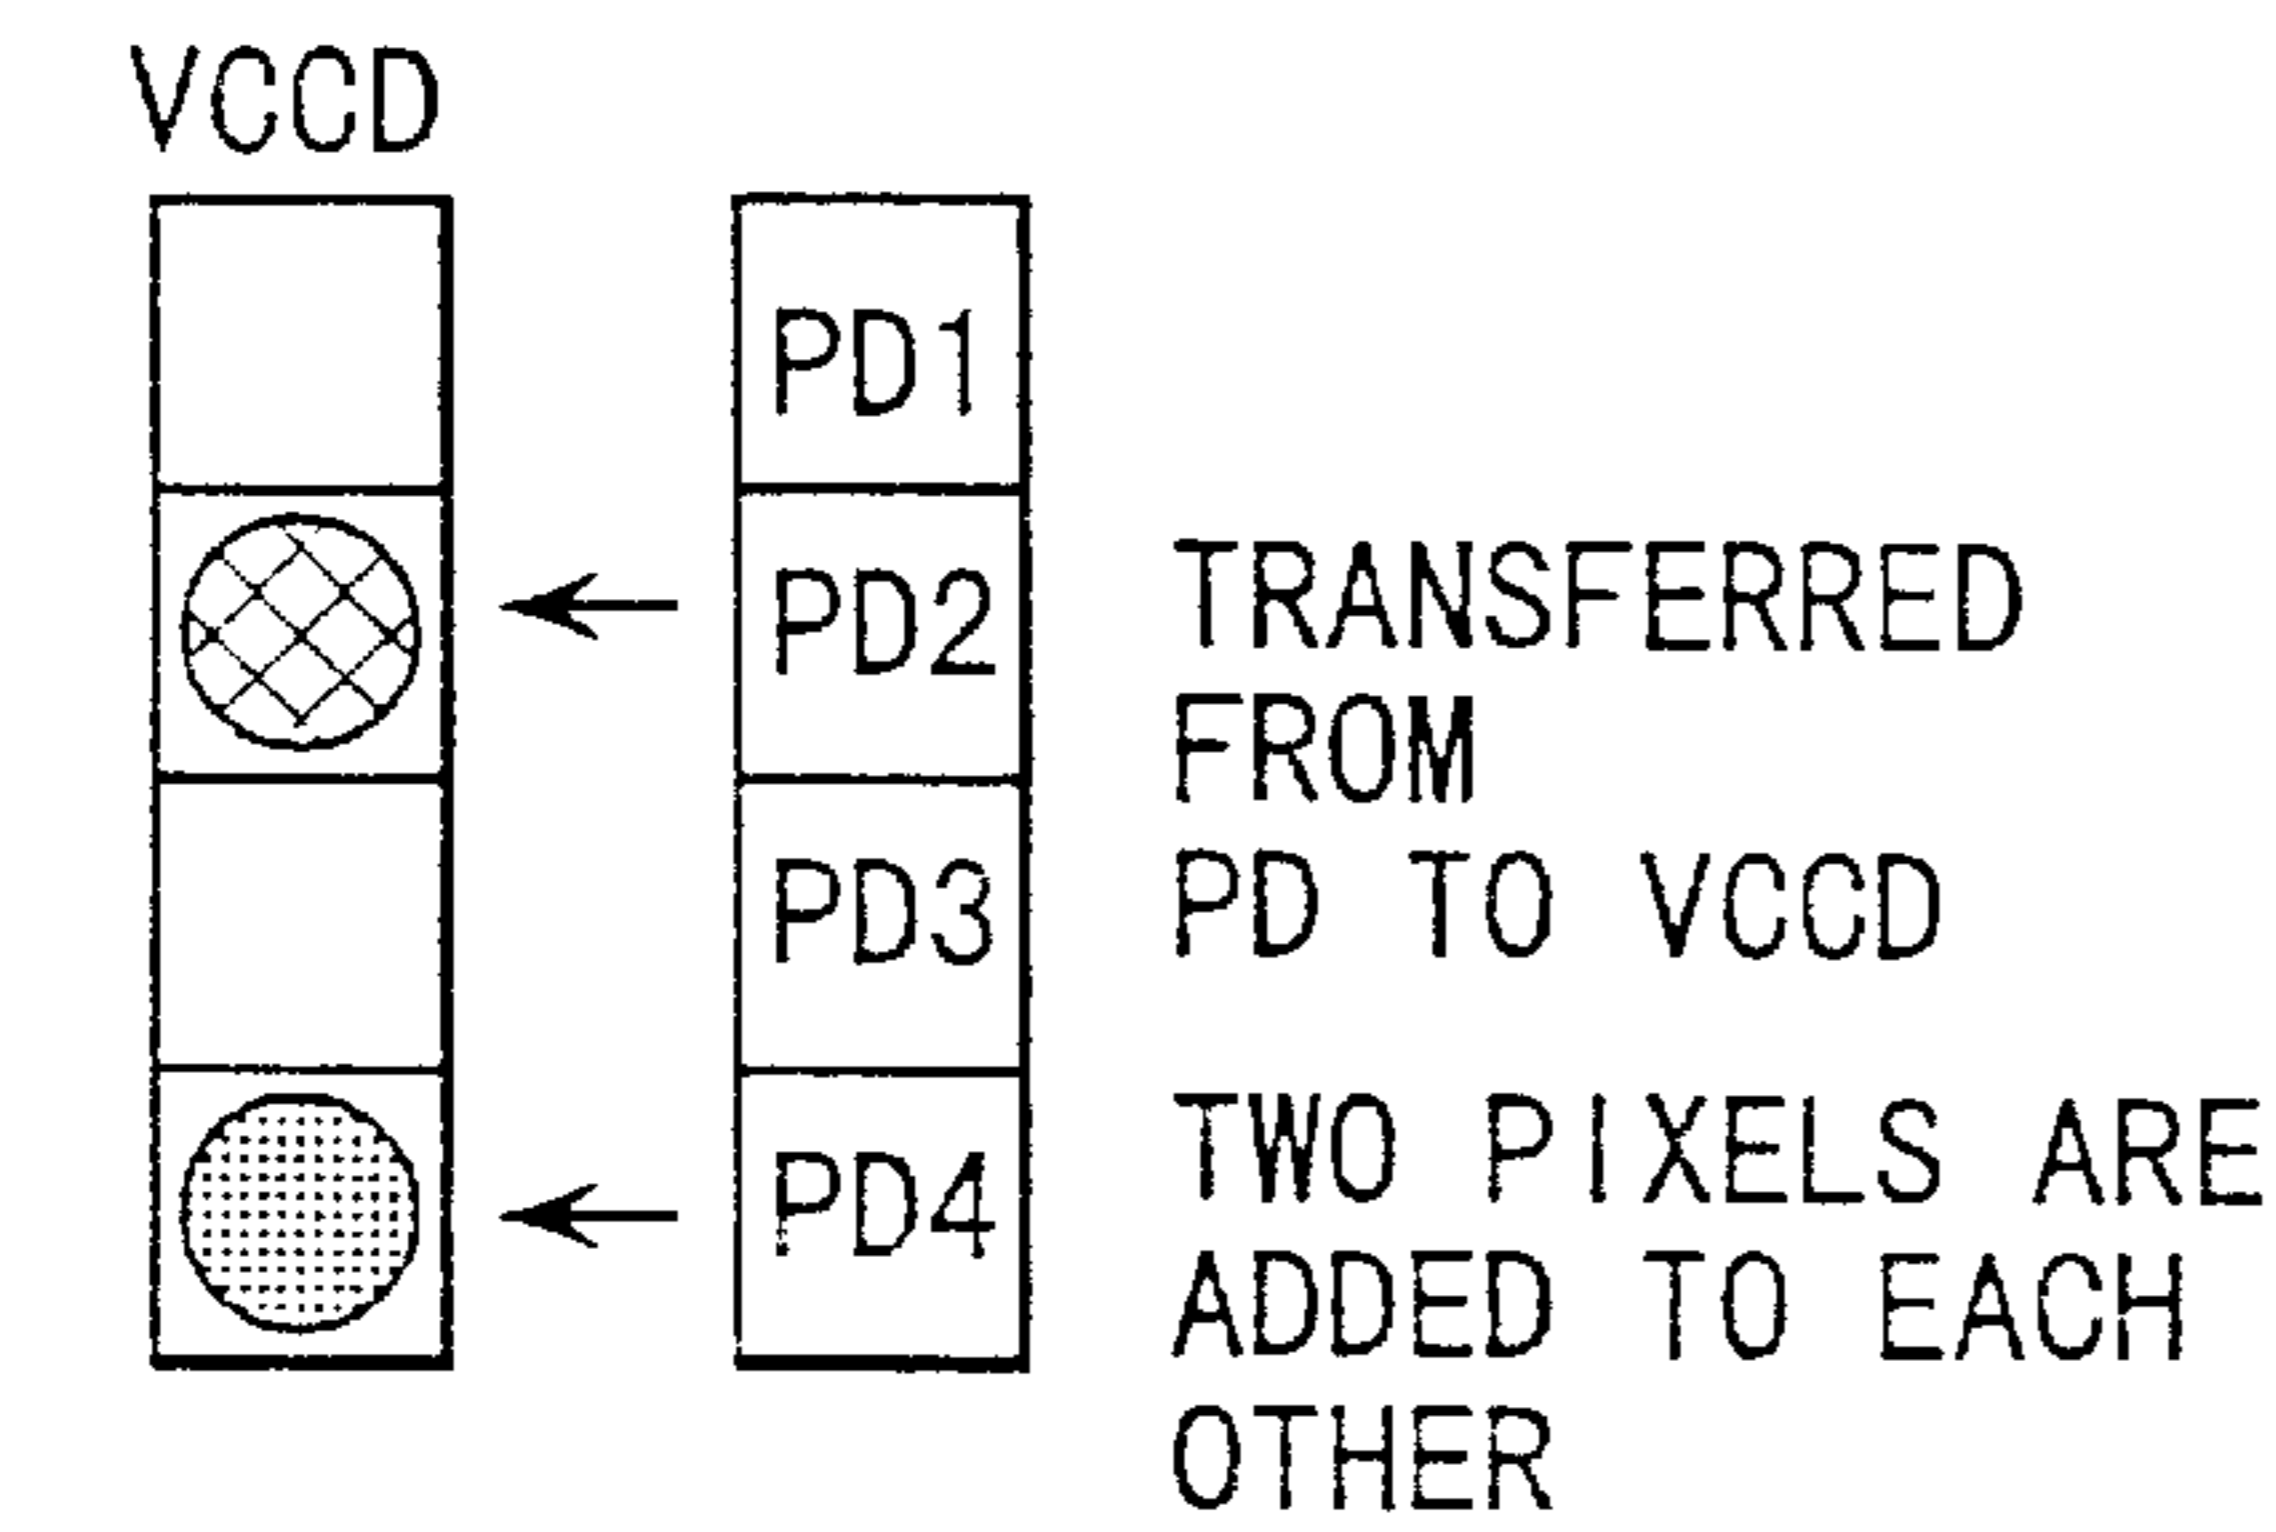 VCCD
PD1
PD2
PD3
PD4
TRANSFERRED
FROM
PD TO VCCD
TWO PIXELS ARE
ADDED TO EACH
OTHER